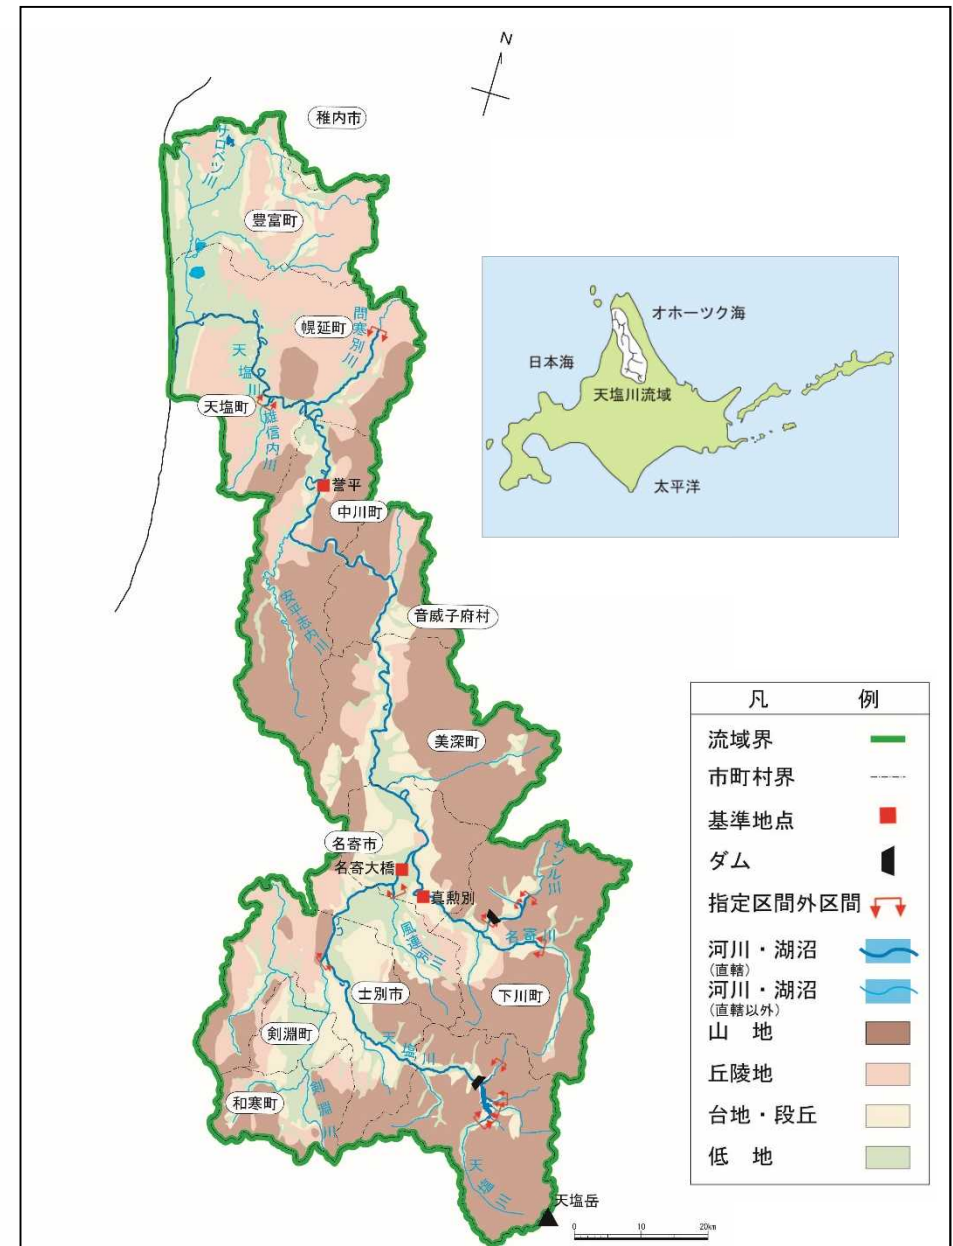 N
稚内市
サロベツ川
豊富町
幌延町
問寒別川
天塩川
天塩町
雄信内川
誉平
中川町
安平志内川
音威子府村
美深町
名寄市
名寄大橋
真勲別
サンル川
名寄川
風連別川
士別市
下川町
剣淵町
天塩川
和寒町
剣淵川
天塩川
天塩岳
0 10 20km
オホーツク海
日本海
天塩川流域
太平洋
凡 例
流域界
市町村界
基準地点
ダム
指定区間外区間
河川・湖沼
(直轄)
河川・湖沼
(直轄以外)
山 地
丘陵地
台地・段丘
低 地